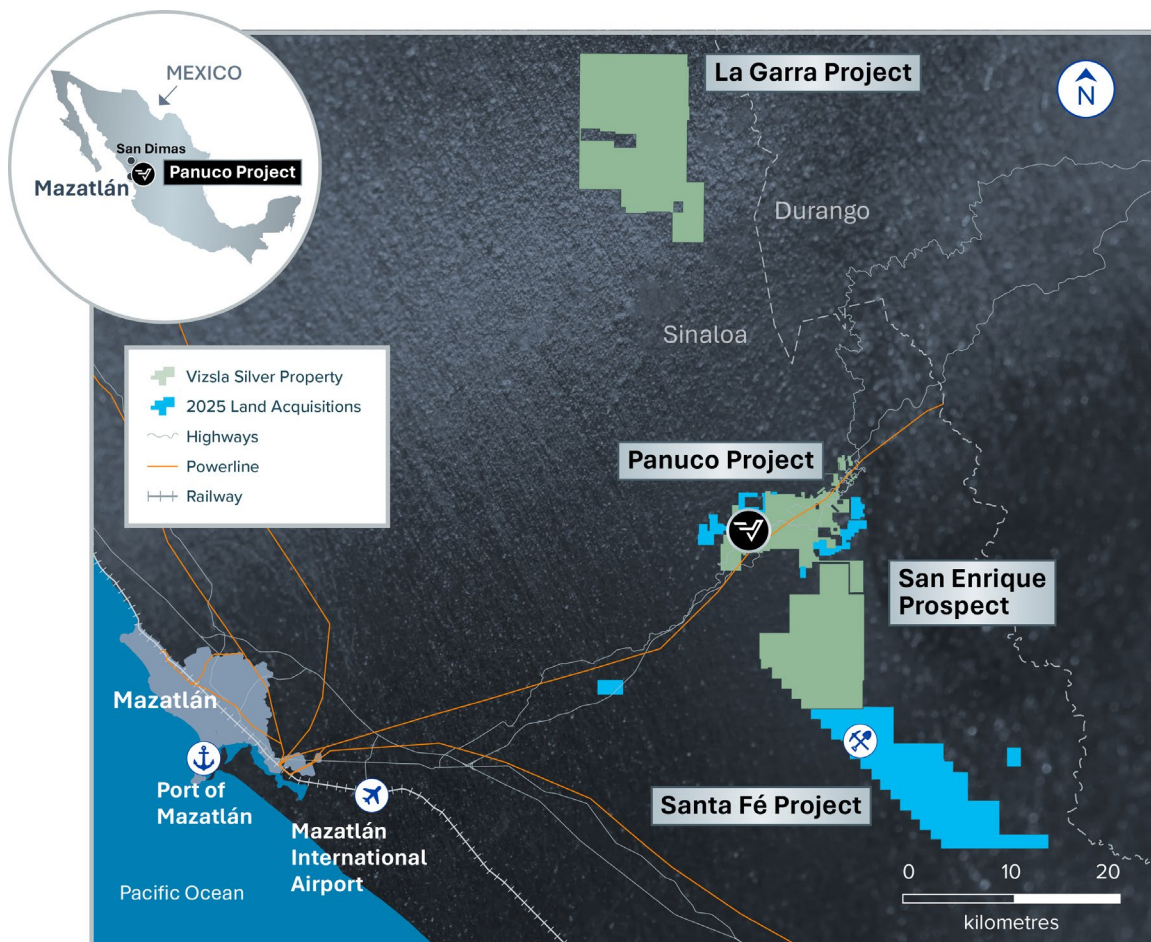 MEXICO
San Dimas
Panuco Project
Mazatlán
La Garra Project
N
Durango
Sinaloa
Vizsla Silver Property
2025 Land Acquisitions
Highways
Powerline
Railway
Panuco Project
San Enrique
Prospect
Mazatlán
Port of
Mazatlán
Santa Fé Project
Mazatlán
International
Airport
Pacific Ocean
0 10 20
kilometres